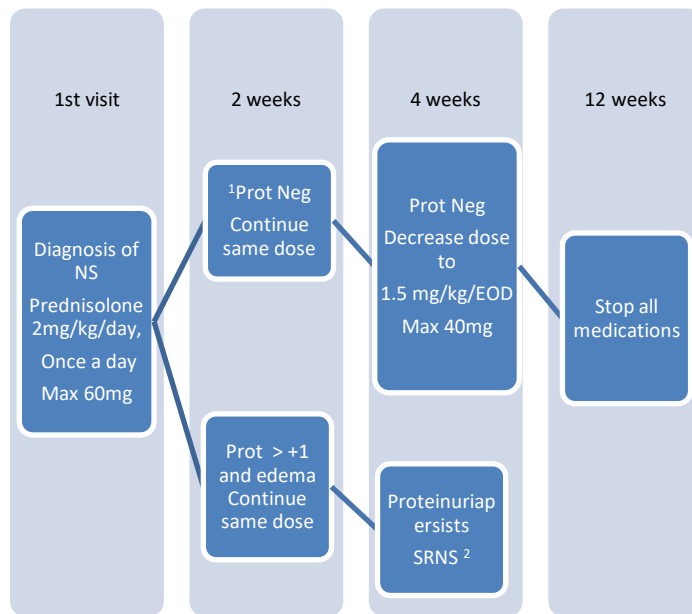 1st visit
2 weeks
4 weeks
12 weeks
Diagnosis of
NS
Prednisolone
2mg/kg/day,
Once a day
Max 60mg
¹Prot Neg
Continue
same dose
Prot > +1
and edema
Continue
same dose
Prot Neg
Decrease dose
to
1.5 mg/kg/EOD
Max 40mg
Proteinuriap
ersists
SRNS ²
Stop all
medications